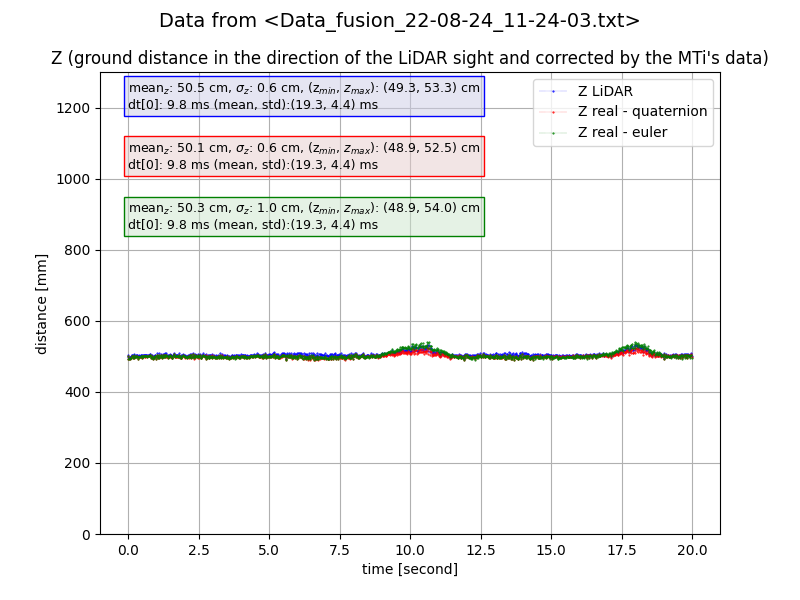 Data from <Data_fusion_22-08-24_11-24-03.txt>
Z (ground distance in the direction of the LiDAR sight and corrected by the MTi's data)
mean_z: 50.5 cm, σ_z: 0.6 cm, (z_min, z_max): (49.3, 53.3) cm
dt[0]: 9.8 ms (mean, std):(19.3, 4.4) ms
mean_z: 50.1 cm, σ_z: 0.6 cm, (z_min, z_max): (48.9, 52.5) cm
dt[0]: 9.8 ms (mean, std):(19.3, 4.4) ms
mean_z: 50.3 cm, σ_z: 1.0 cm, (z_min, z_max): (48.9, 54.0) cm
dt[0]: 9.8 ms (mean, std):(19.3, 4.4) ms
Z LiDAR
Z real - quaternion
Z real - euler
distance [mm]
1200
1000
800
600
400
200
0
0.0 2.5 5.0 7.5 10.0 12.5 15.0 17.5 20.0
time [second]